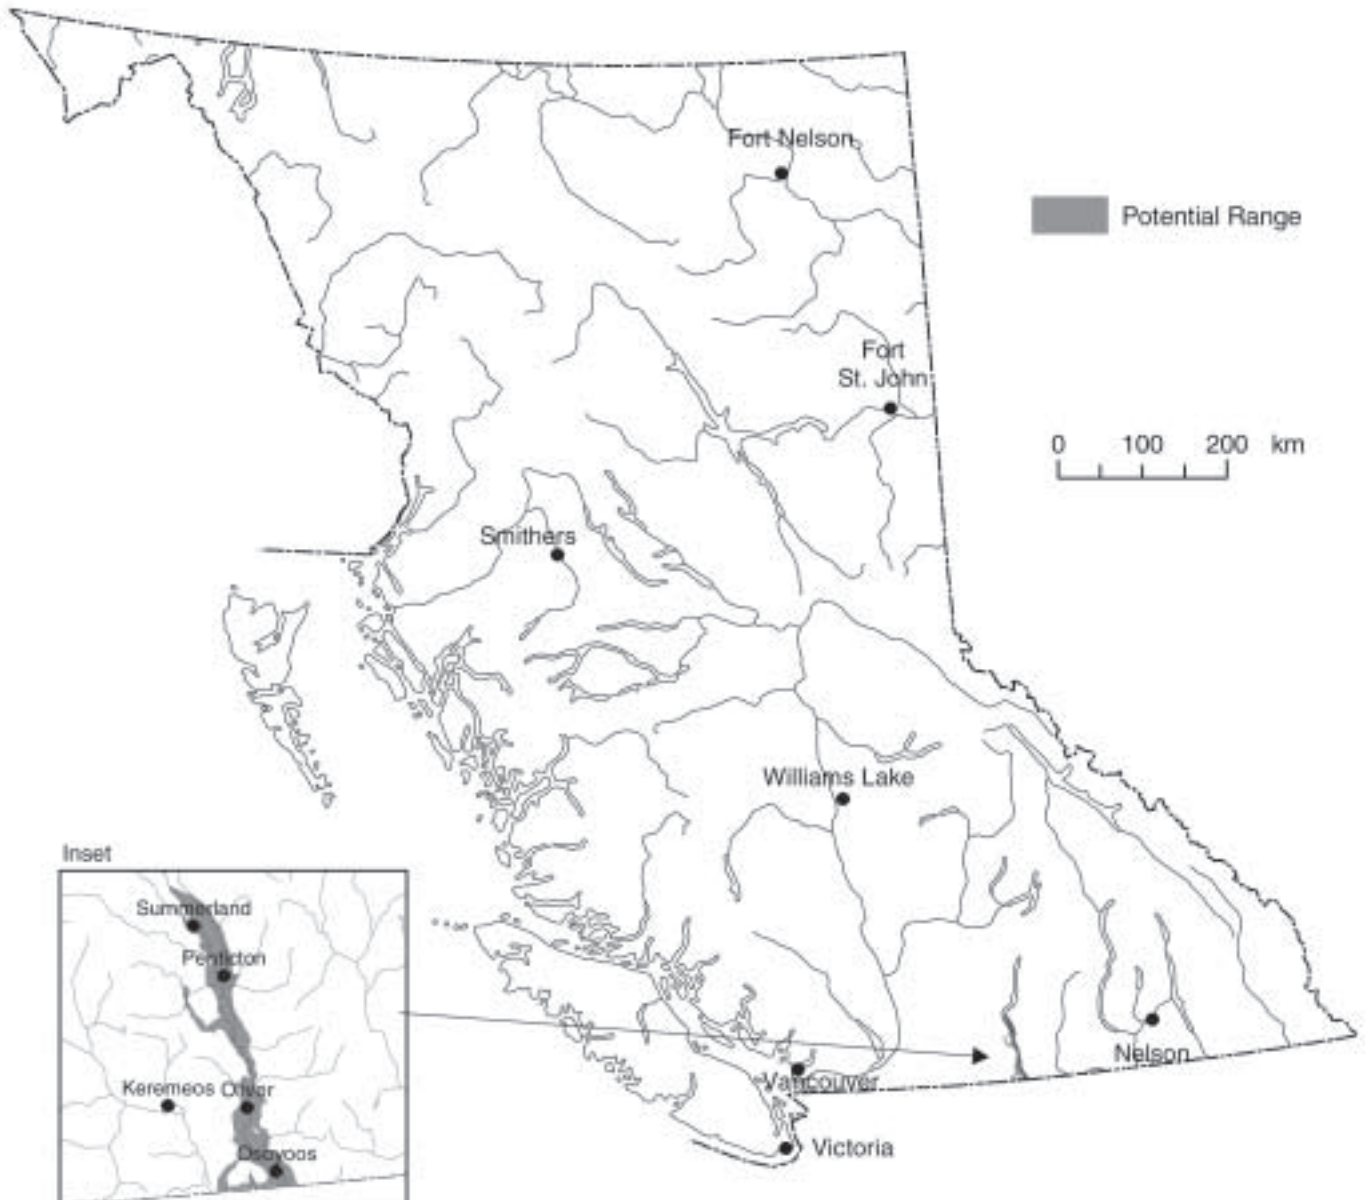 Fort Nelson
Potential Range
Fort
St. John
0 100 200 km
Smithers
Williams Lake
Inset
Summerland
Penticton
Keremeos Oliver
Osoyoos
Nelson
Vancouver
Victoria